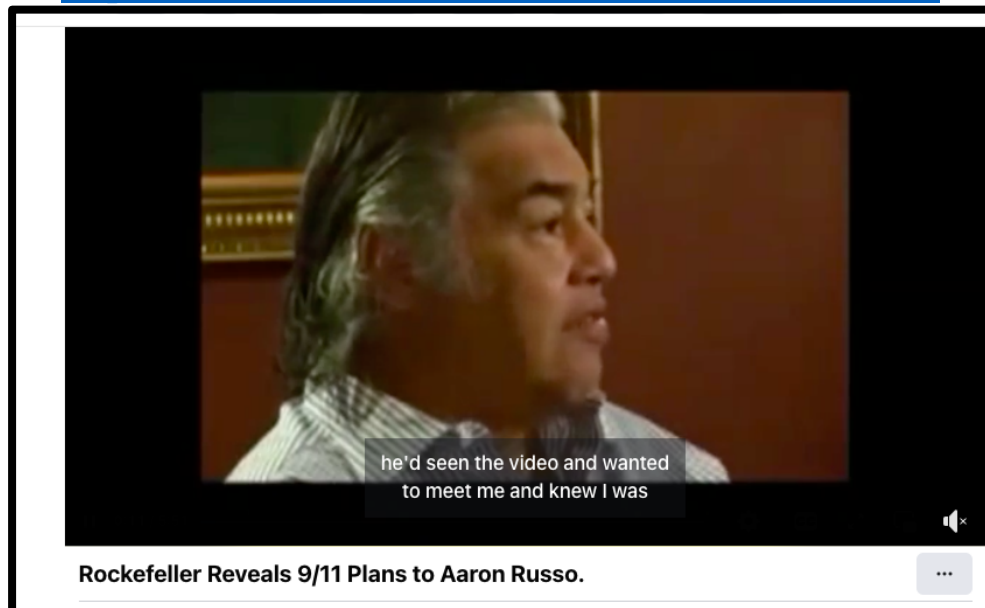 he'd seen the video and wanted
to meet me and knew I was
Rockefeller Reveals 9/11 Plans to Aaron Russo.